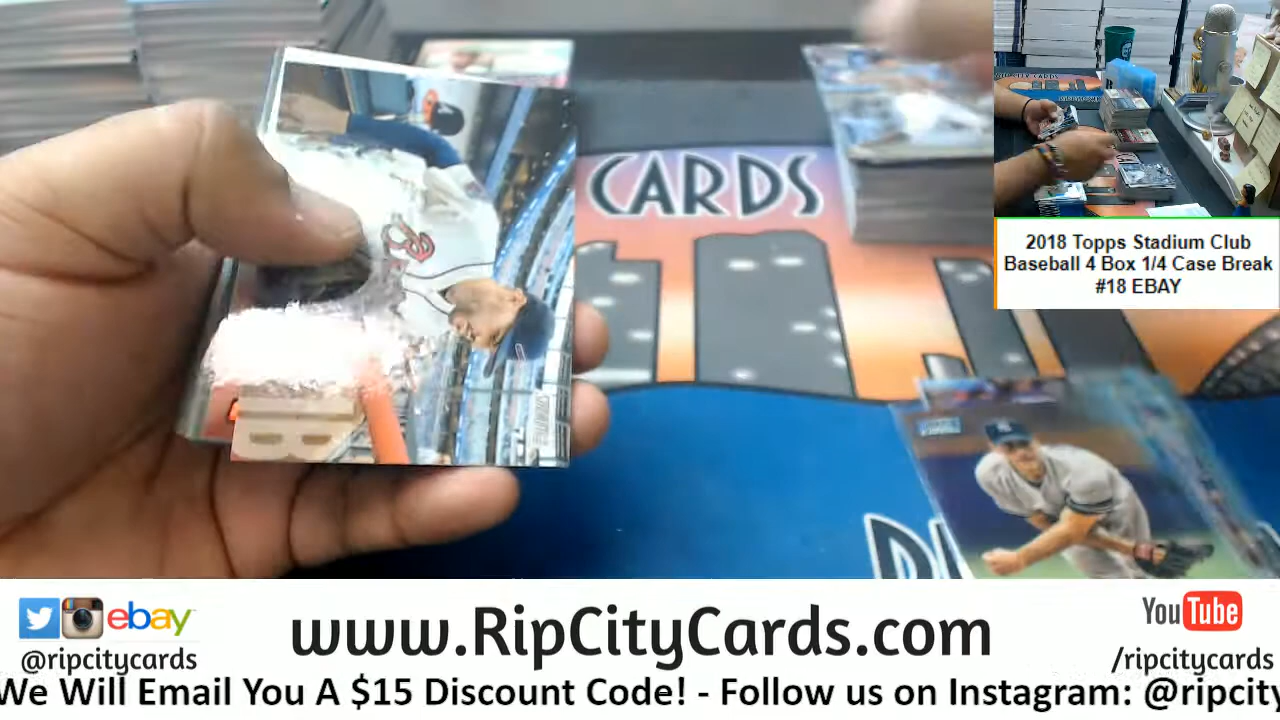 CARDS
2018 Topps Stadium Club
Baseball 4 Box 1/4 Case Break
#18 EBAY
ebay
@ripcitycards
www.RipCityCards.com
YouTube
/ripcitycards
We Will Email You A $15 Discount Code! - Follow us on Instagram: @ripcity